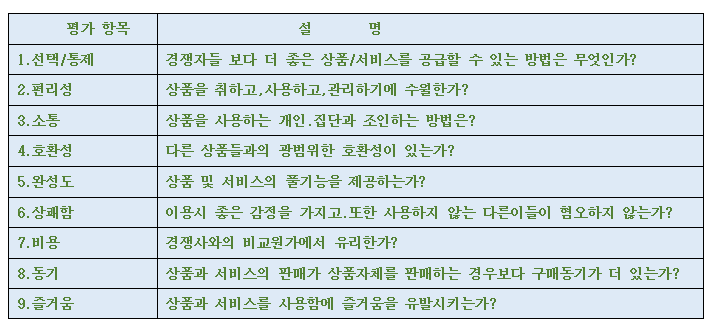 평가 항목 설 명
1.선택/통제 경쟁자들 보다 더 좋은 상품/서비스를 공급할 수 있는 방법은 무엇인가?
2.편리성 상품을 취하고,사용하고,관리하기에 수월한가?
3.소통 상품을 사용하는 개인.집단과 조인하는 방법은?
4.호환성 다른 상품들과의 광범위한 호환성이 있는가?
5.완성도 상품 및 서비스의 풀기능을 제공하는가?
6.상쾌함 이용시 좋은 감정을 가지고.또한 사용하지 않는 다른이들이 혐오하지 않는가?
7.비용 경쟁사와의 비교원가에서 유리한가?
8.동기 상품과 서비스의 판매가 상품자체를 판매하는 경우보다 구매동기가 더 있는가?
9.즐거움 상품과 서비스를 사용함에 즐거움을 유발시키는가?